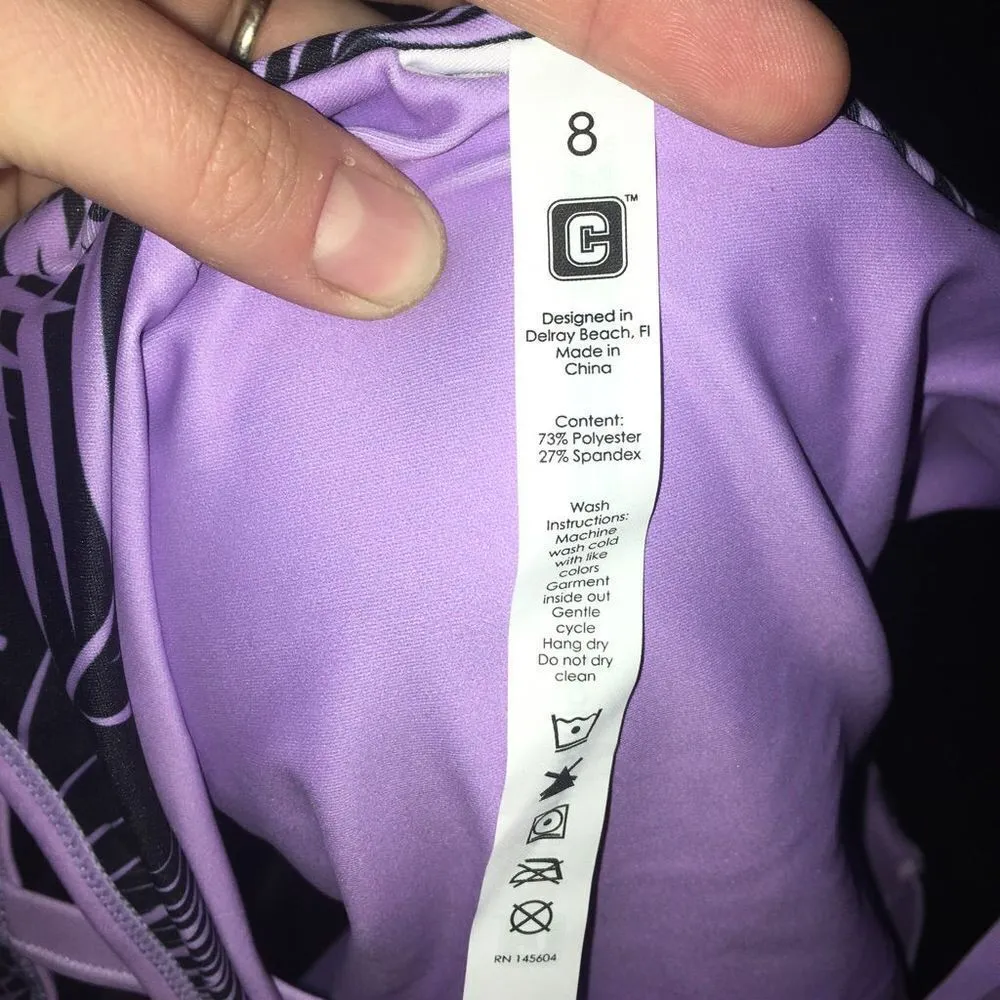 8
C™
Designed in
Delray Beach, Fl
Made in
China
Content:
73% Polyester
27% Spandex
Wash
Instructions:
Machine
wash cold
with like
colors
Garment
inside out
Gentle
cycle
Hang dry
Do not dry
clean
RN 145604